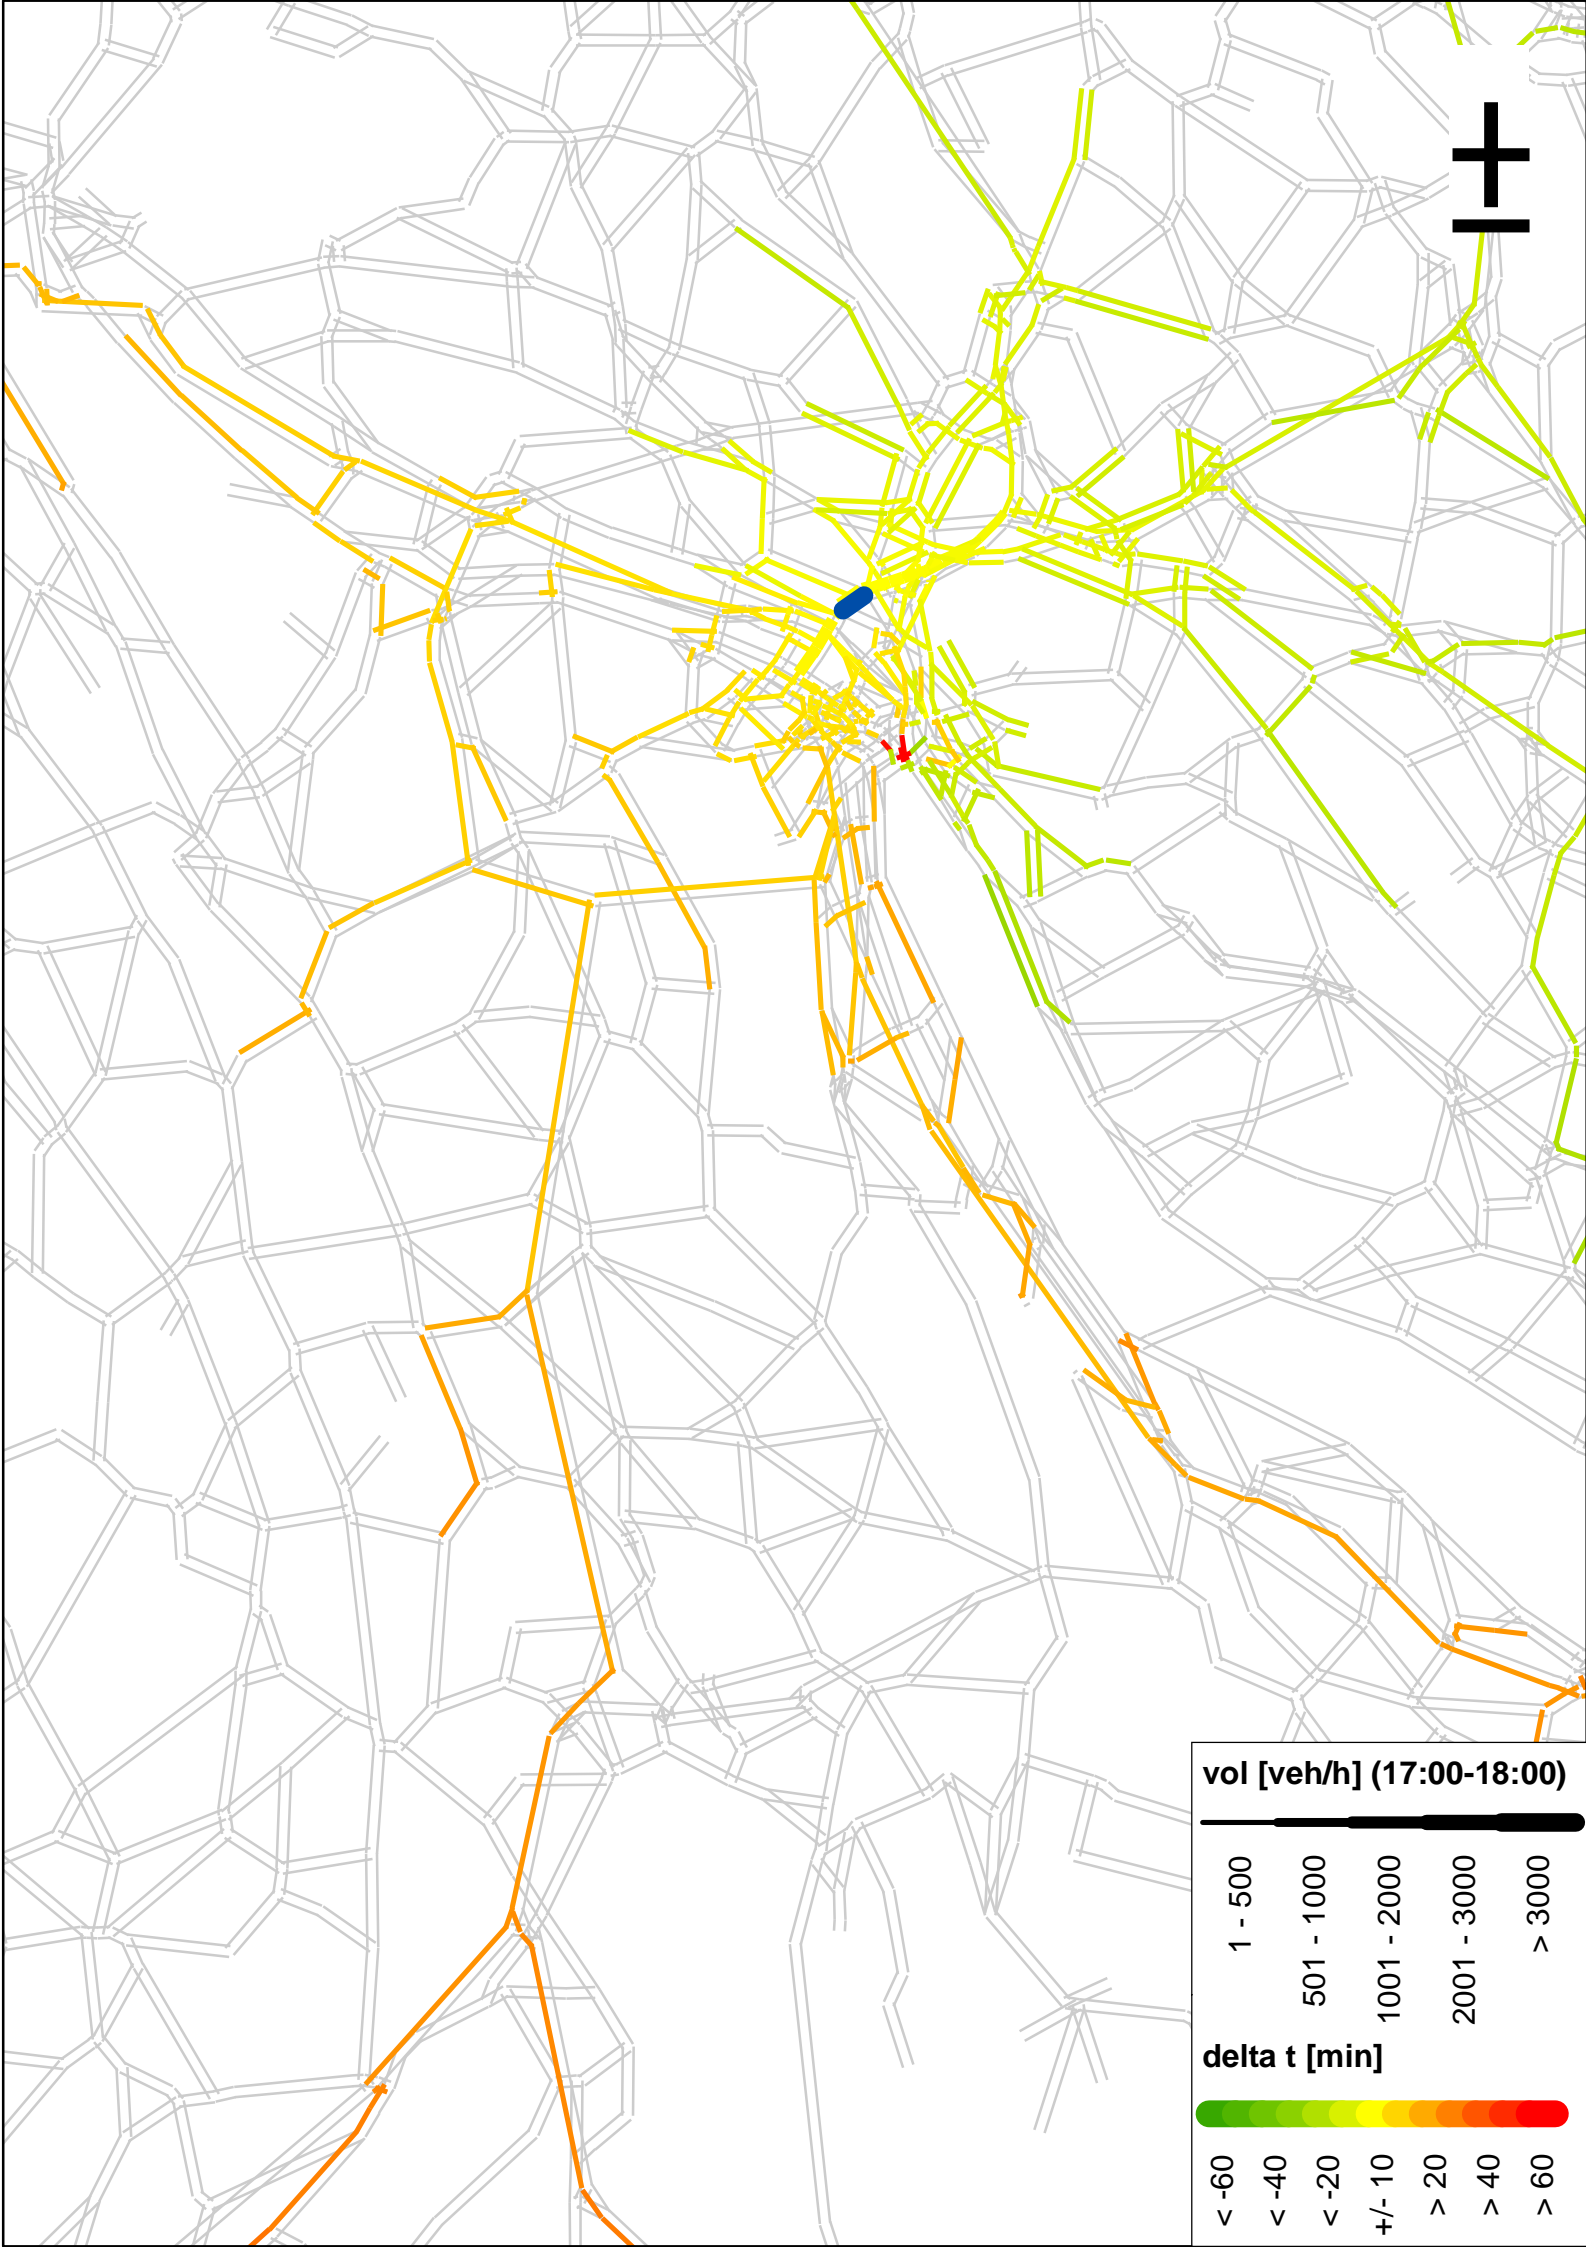 vol [veh/h] (17:00-18:00)
1 - 500
501 - 1000
1001 - 2000
2001 - 3000
> 3000
delta t [min]
< -60
< -40
< -20
+/- 10
> 20
> 40
> 60